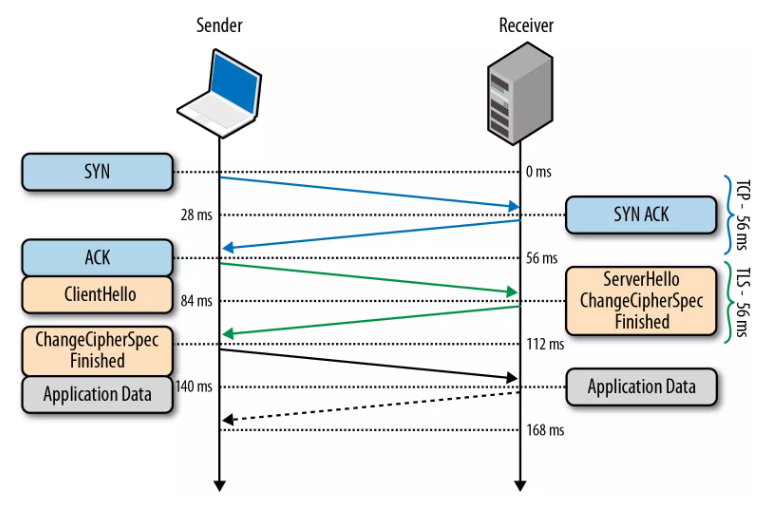 Sender
Receiver
SYN
0 ms
TCP - 56 ms
28 ms
SYN ACK
ACK
56 ms
ClientHello
84 ms
ServerHello
ChangeCipherSpec
Finished
TLS - 56 ms
ChangeCipherSpec
Finished
112 ms
140 ms
Application Data
Application Data
168 ms